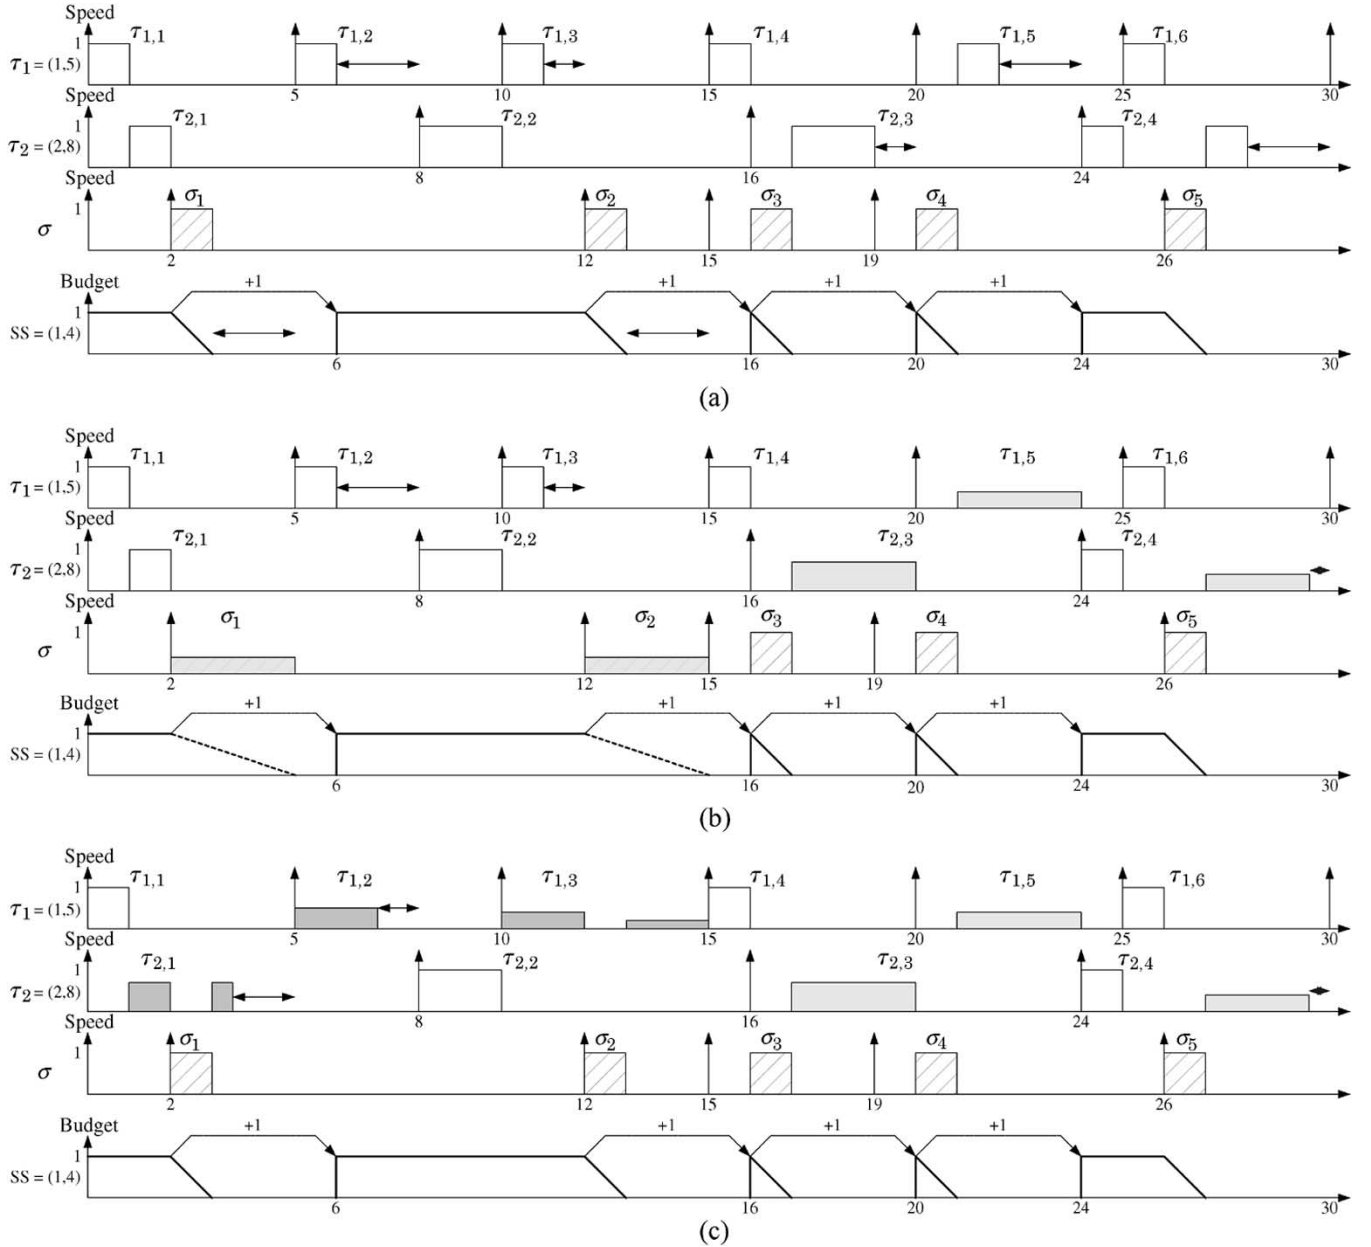 Speed
1 τ1,1 τ1,2 τ1,3 τ1,4 τ1,5 τ1,6
τ1 = (1,5)
5 10 15 20 25 30
Speed
1 τ2,1 τ2,2 τ2,3 τ2,4
τ2 = (2,8)
8 16 24
Speed
1 σ1 σ2 σ3 σ4 σ5
σ
2 12 15 19 26
Budget +1 +1 +1 +1
1
SS = (1,4)
6 16 20 24 30
(a)
Speed
1 τ1,1 τ1,2 τ1,3 τ1,4 τ1,5 τ1,6
τ1 = (1,5)
5 10 15 20 25 30
Speed
1 τ2,1 τ2,2 τ2,3 τ2,4
τ2 = (2,8)
8 16 24
Speed
1 σ1 σ2 σ3 σ4 σ5
σ
2 12 15 19 26
Budget +1 +1 +1 +1
1
SS = (1,4)
6 16 20 24 30
(b)
Speed
1 τ1,1 τ1,2 τ1,3 τ1,4 τ1,5 τ1,6
τ1 = (1,5)
5 10 15 20 25 30
Speed
1 τ2,1 τ2,2 τ2,3 τ2,4
τ2 = (2,8)
8 16 24
Speed
1 σ1 σ2 σ3 σ4 σ5
σ
2 12 15 19 26
Budget +1 +1 +1 +1
1
SS = (1,4)
6 16 20 24 30
(c)